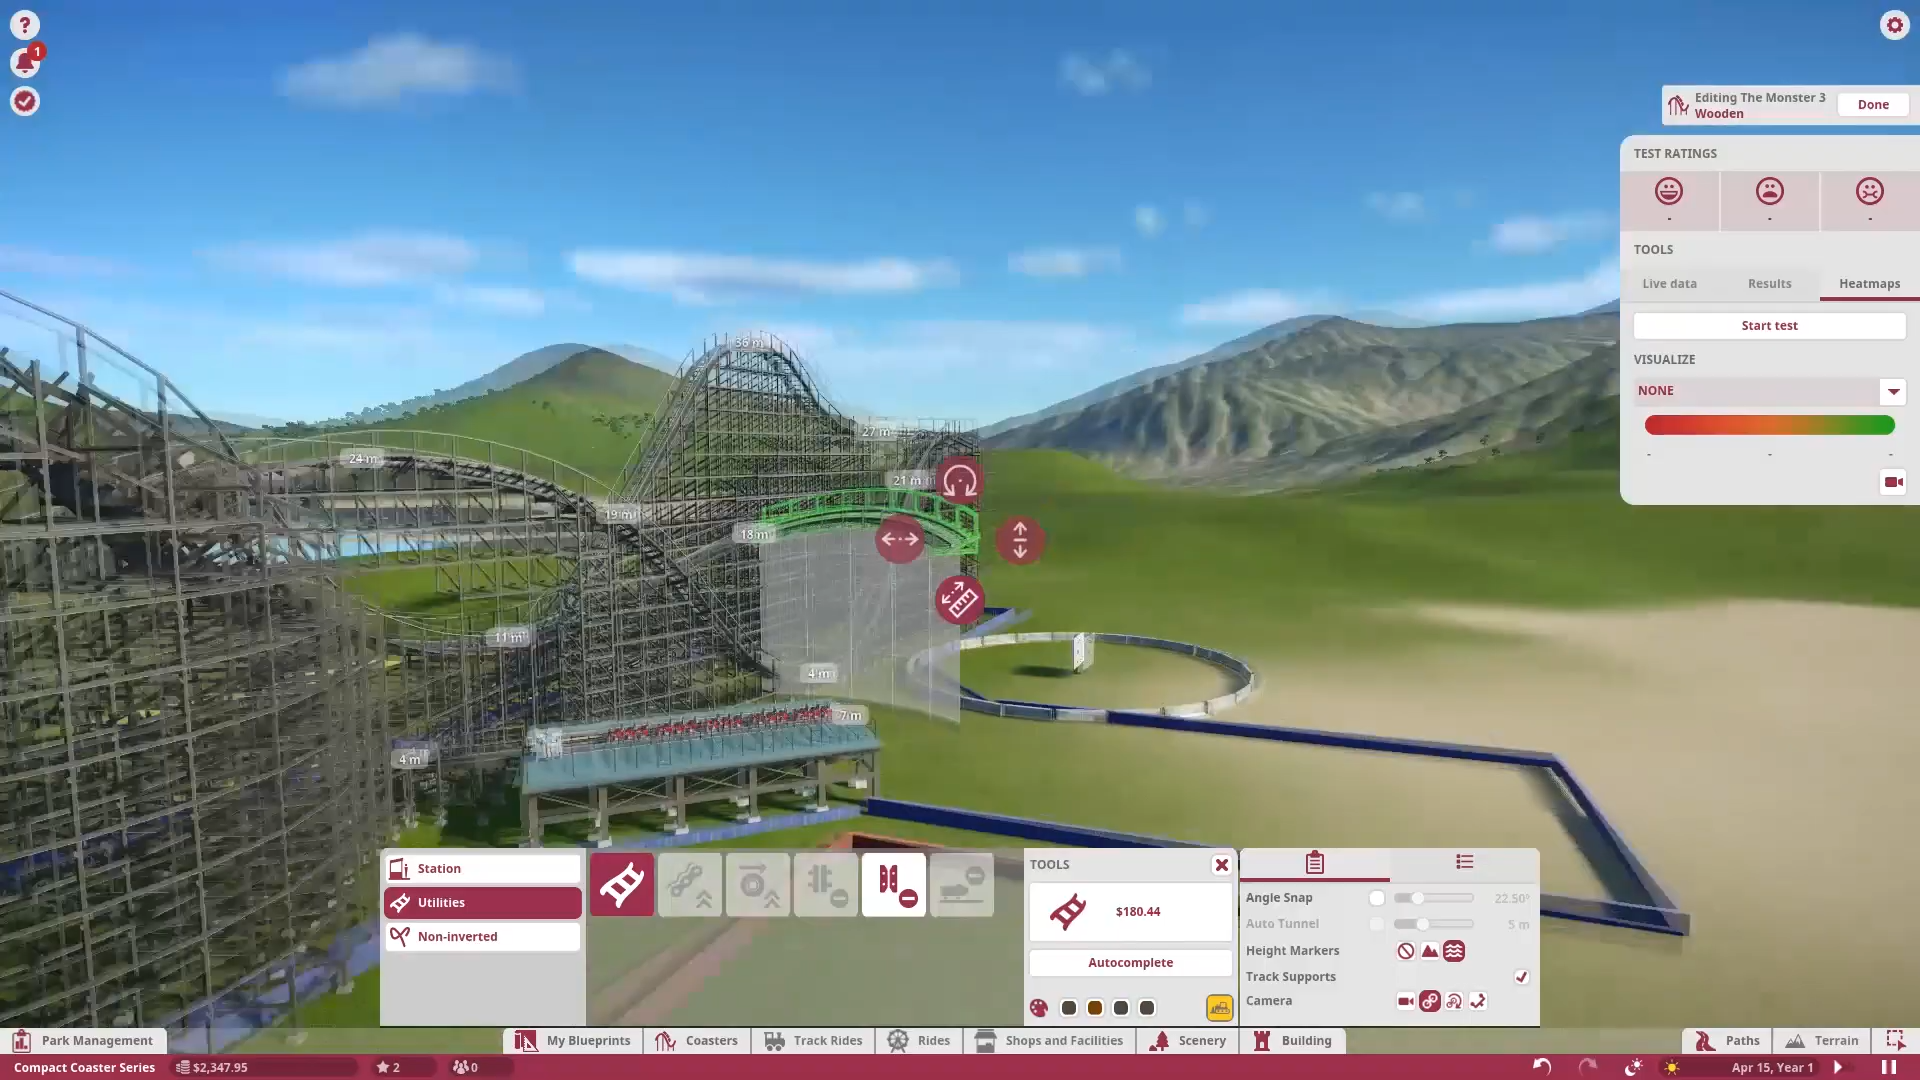 ?
1
Editing The Monster 3
Wooden
Done
TEST RATINGS
-
-
-
TOOLS
Live data
Results
Heatmaps
Start test
VISUALIZE
NONE
-
-
-
36 m
27 m
24 m
21 m
19 m
18 m
11 m
4 m
7 m
4 m
Station
Utilities
Non-inverted
TOOLS
$180.44
Autocomplete
Angle Snap
22.50°
Auto Tunnel
5 m
Height Markers
Track Supports
Camera
Park Management
My Blueprints
Coasters
Track Rides
Rides
Shops and Facilities
Scenery
Building
Paths
Terrain
Compact Coaster Series
$2,347.95
2
0
Apr 15, Year 1